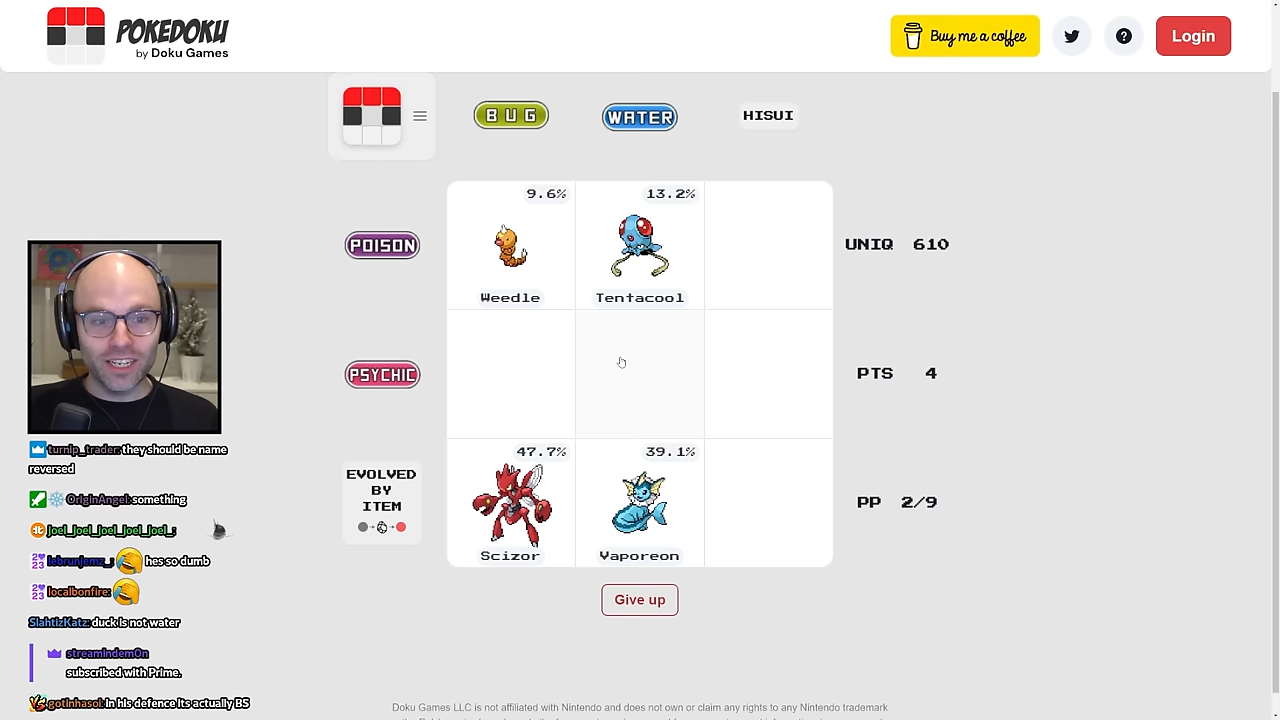 POKEDOKU
by Doku Games
Buy me a coffee
Login
BUG
WATER
HISUI
9.6%
13.2%
POISON
Weedle
Tentacool
UNIQ 610
PSYCHIC
PTS 4
47.7%
39.1%
EVOLVED
BY
ITEM
Scizor
Vaporeon
PP 2/9
Give up
turnip_trader: they should be name
reversed
OriginAngel: something
joel_joel_joel_joel_joel_:
lebrunjemz_: hes so dumb
localbonfire:
SlahtizKatz: duck is not water
streamindemOn
subscribed with Prime.
gotinhasol: In his defence its actually BS
Doku Games LLC is not affiliated with Nintendo and does not own or claim any rights to any Nintendo trademark